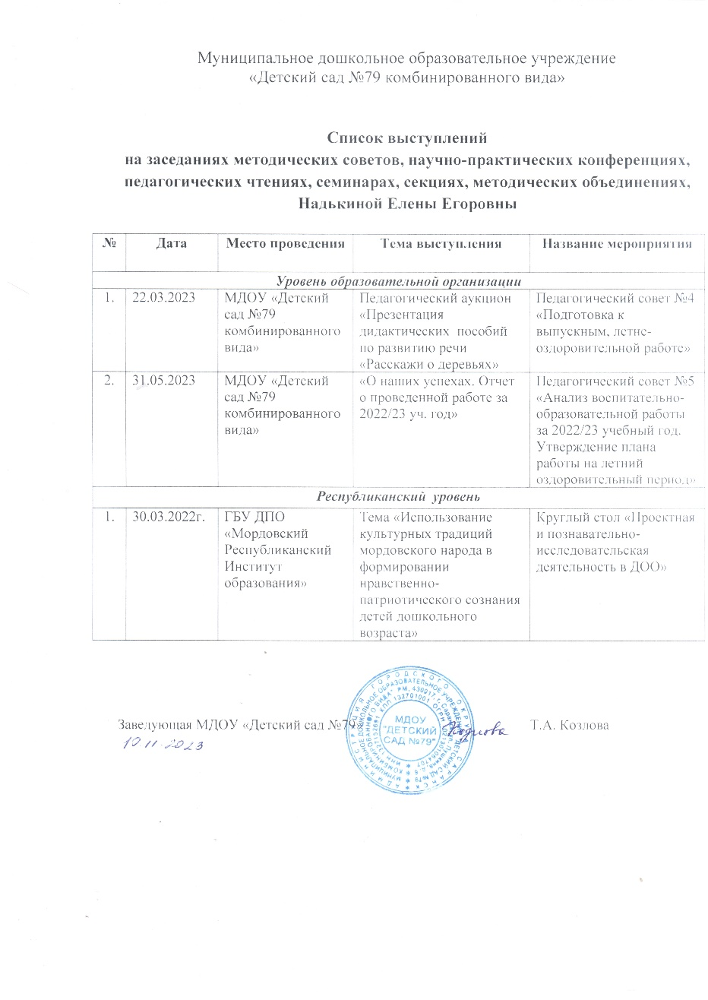 Муниципальное дошкольное образовательное учреждение
«Детский сад №79 комбинированного вида»
Список выступлений
на заседаниях методических советов, научно-практических конференциях,
педагогических чтениях, семинарах, секциях, методических объединениях,
Надькиной Елены Егоровны
№ Дата Место проведения Тема выступления Название мероприятия
Уровень образовательной организации
1. 22.03.2023 МДОУ «Детский Педагогический аукцион Педагогический совет №4
сад №79 «Презентация «Подготовка к
комбинированного дидактических пособий выпускным, летне-
вида» по развитию речи оздоровительной работе»
«Расскажи о деревьях»
2. 31.05.2023 МДОУ «Детский «О наших успехах. Отчет Педагогический совет №5
сад №79 о проведенной работе за «Анализ воспитательно-
комбинированного 2022/23 уч. год» образовательной работы
вида» за 2022/23 учебный год.
Утверждение плана
работы на летний
оздоровительный период»
Республиканский уровень
1. 30.03.2022г. ГБУ ДПО Тема «Использование Круглый стол «Проектная
«Мордовский культурных традиций и познавательно-
Республиканский мордовского народа в исследовательская
Институт формировании деятельность в ДОО»
образования» нравственно-
патриотического сознания
детей дошкольного
возраста»
Заведующая МДОУ «Детский сад №79» Козлова Т.А. Козлова
10.11.2023
МДОУ
"ДЕТСКИЙ
САД №79"